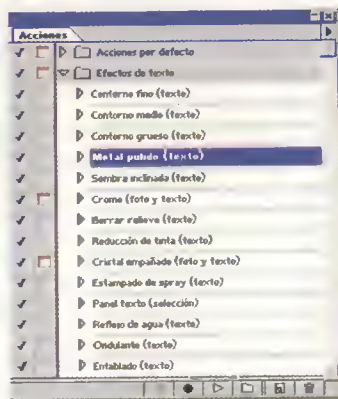 Acciones
Acciones por defecto
Efectos de texto
Contorno fino (texto)
Contorno medio (texto)
Contorno grueso (texto)
Metal pulido (texto)
Sombra inclinada (texto)
Cromo (foto y texto)
Borrar relieve (texto)
Reducción de tinta (texto)
Cristal empañado (foto y texto)
Estampado de spray (texto)
Panel texto (selección)
Reflejo de agua (texto)
Ondulante (texto)
Entablado (texto)